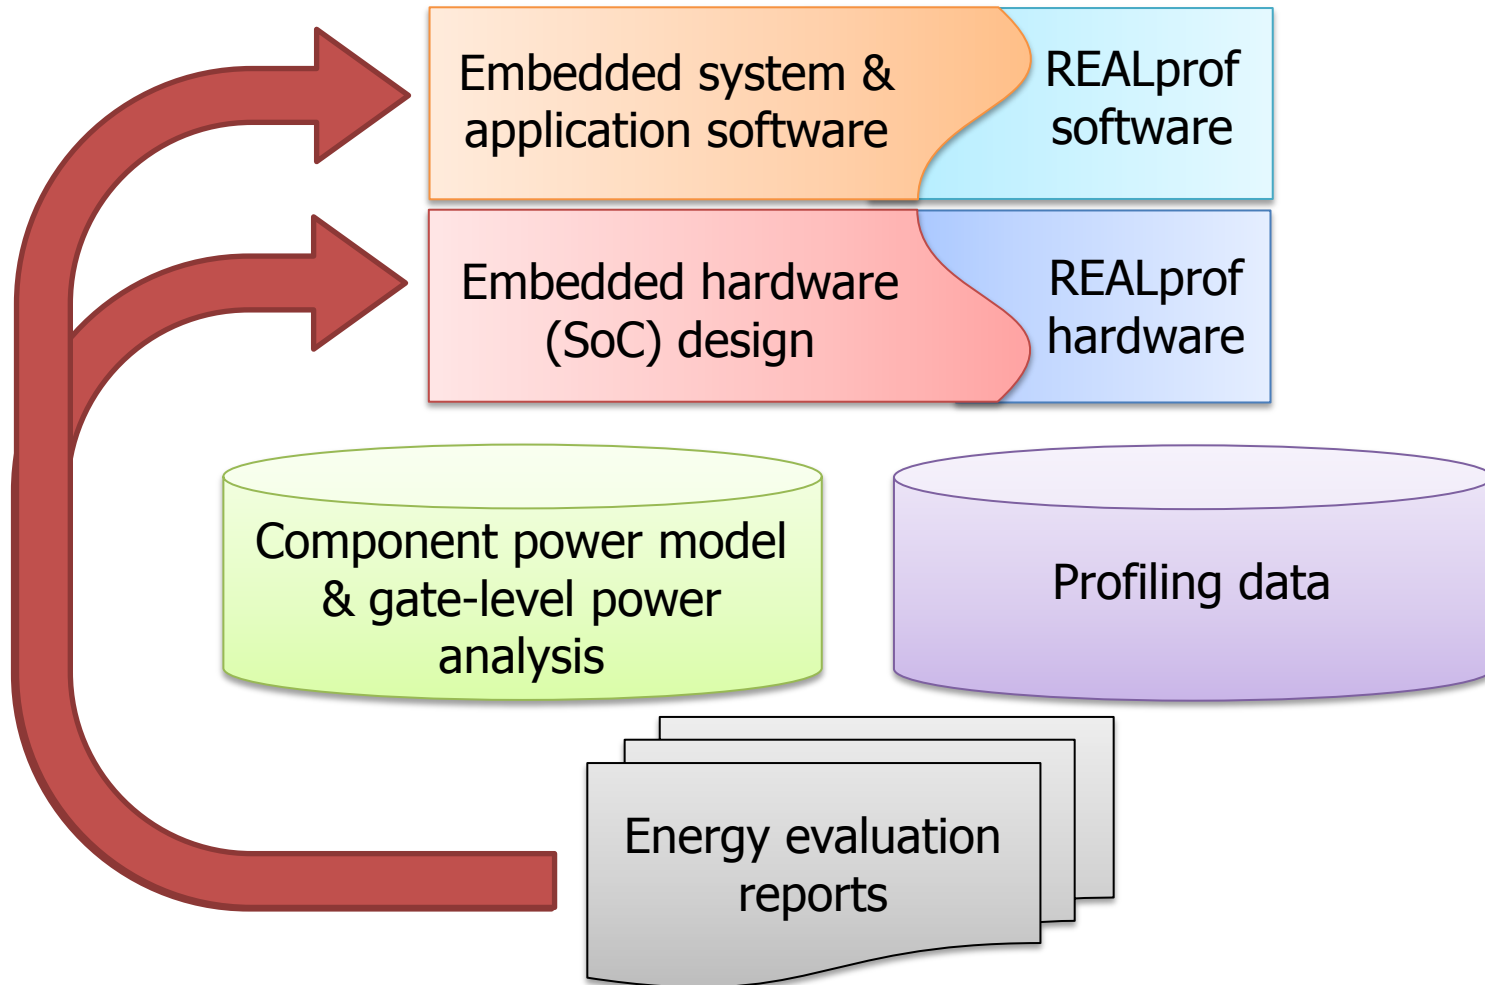 Embedded system &
application software
REALprof
software
Embedded hardware
(SoC) design
REALprof
hardware
Component power model
& gate-level power
analysis
Profiling data
Energy evaluation
reports